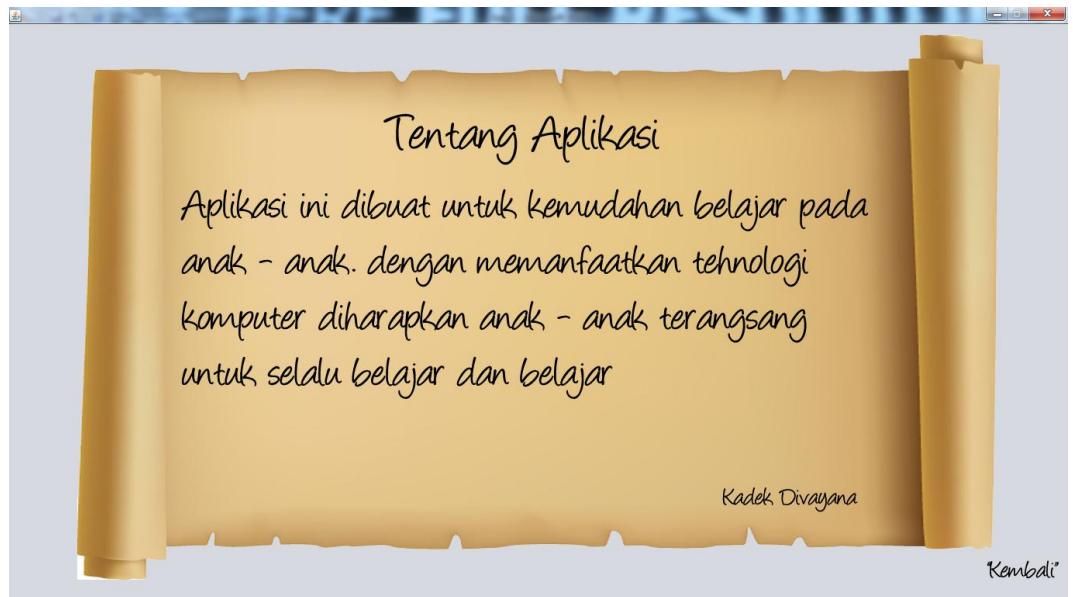 Tentang Aplikasi
Aplikasi ini dibuat untuk kemudahan belajar pada
anak - anak. dengan memanfaatkan tehnologi
komputer diharapkan anak - anak terangsang
untuk selalu belajar dan belajar
Kadek Divayana
"Kembali"